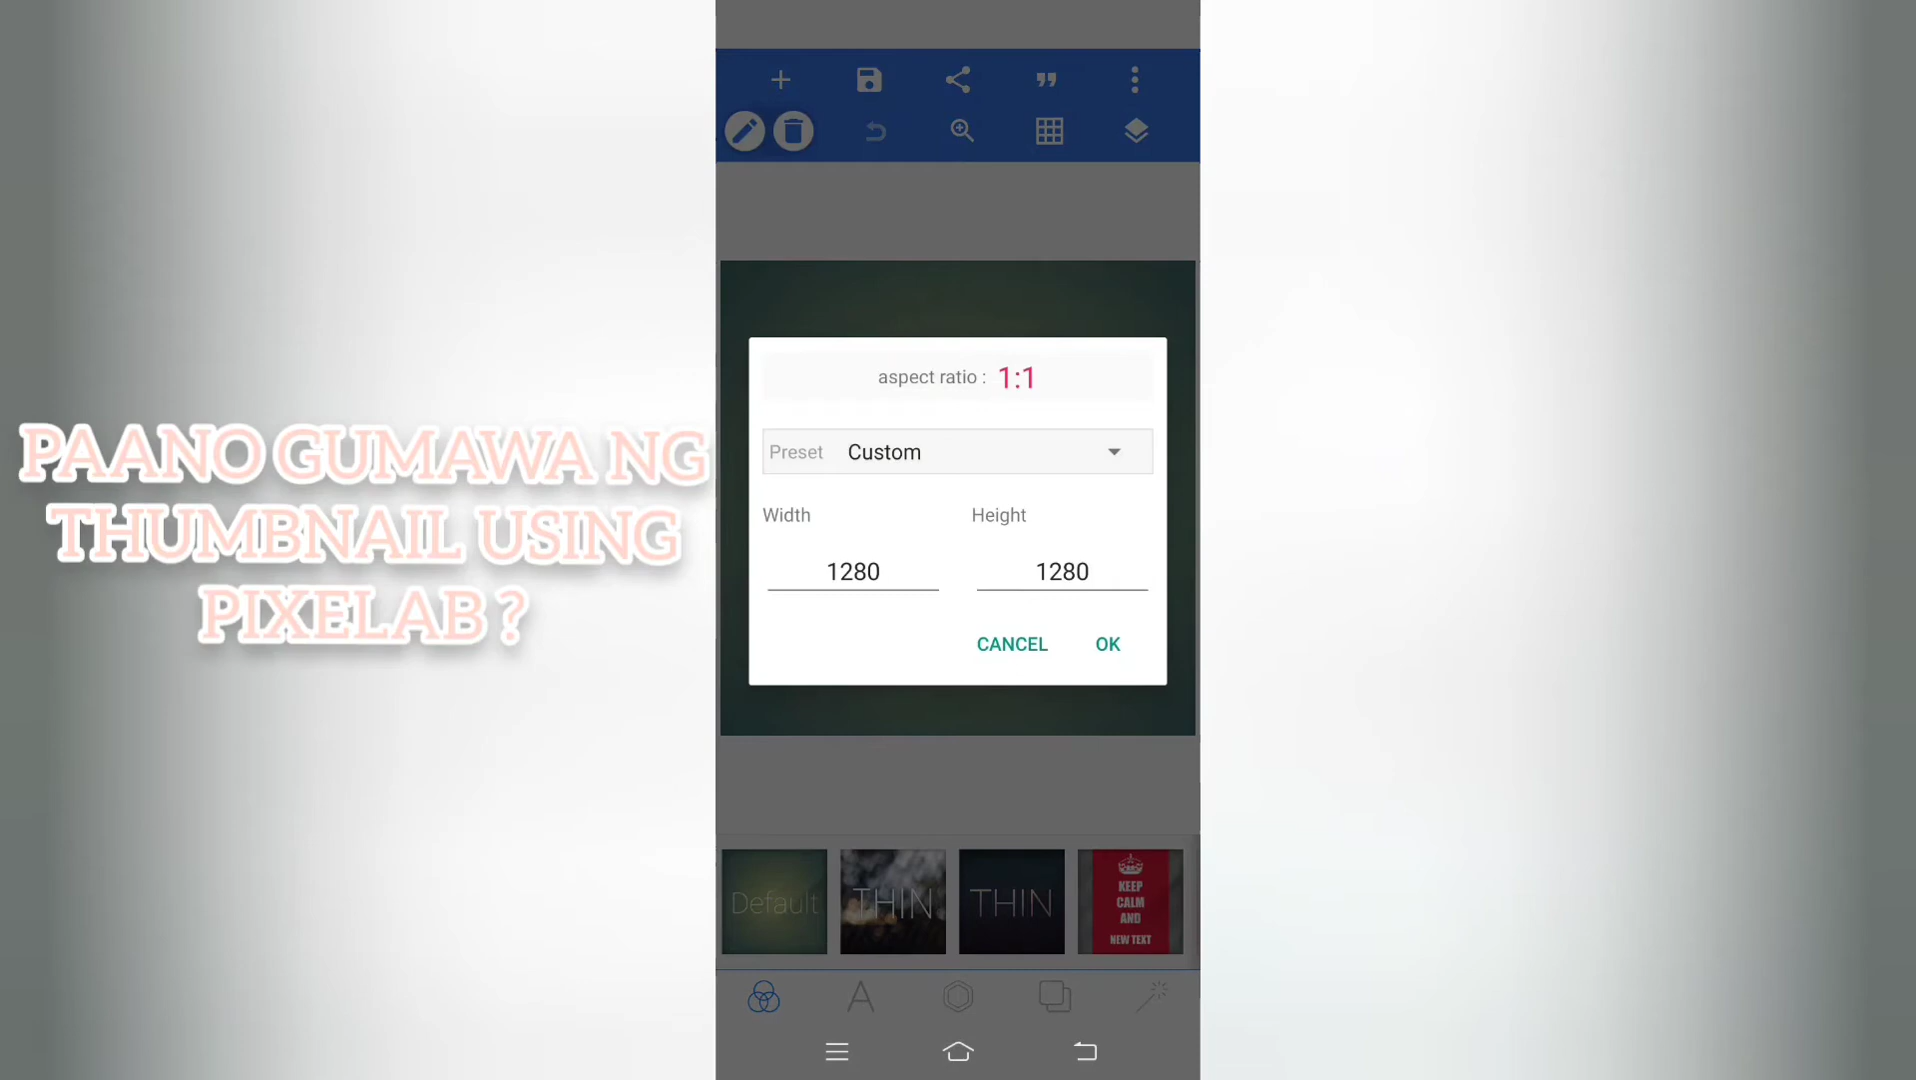 PAANO GUMAWA NG
THUMBNAIL USING
PIXELAB ?
aspect ratio : 1:1
Preset Custom
Width Height
1280 1280
CANCEL OK
Default
THIN
THIN
KEEP
CALM
AND
NEW TEXT